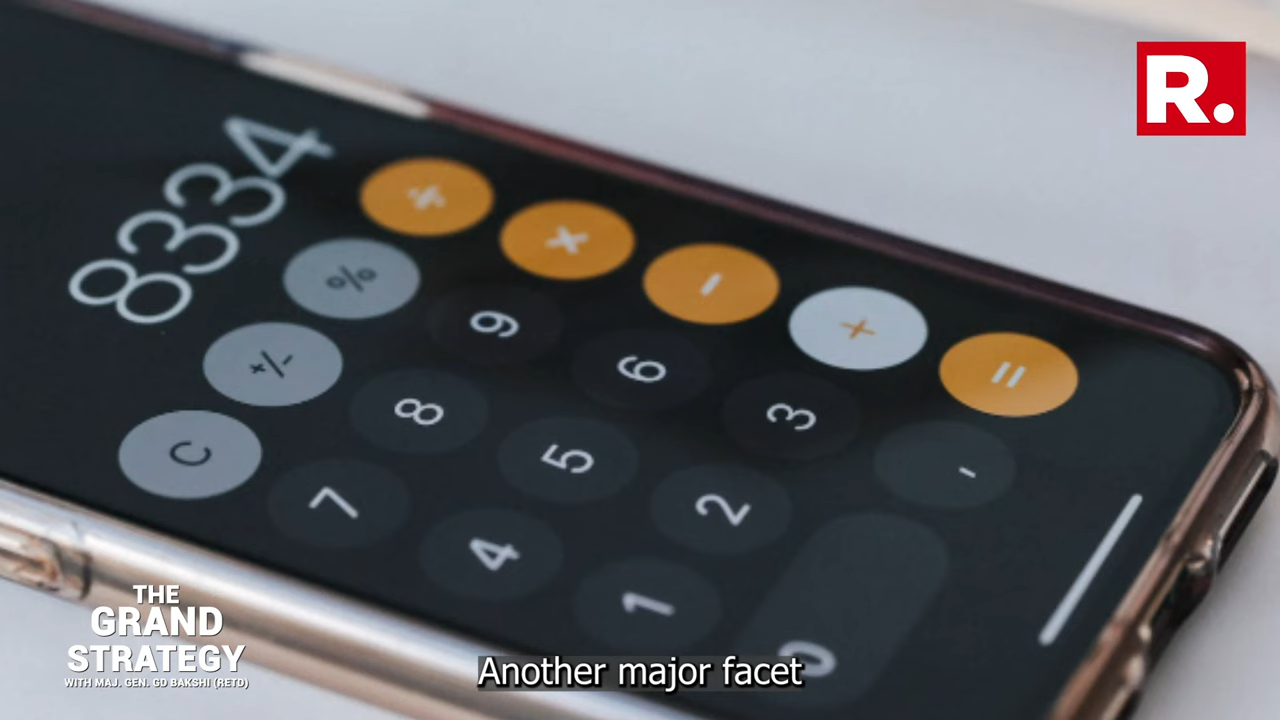 R.
8334
÷
×
−
+
=
%
9
6
3
,
+/-
8
5
2
C
7
4
1
0
THE
GRAND
STRATEGY
WITH MAJ. GEN. GD BAKSHI (RETD)
Another major facet